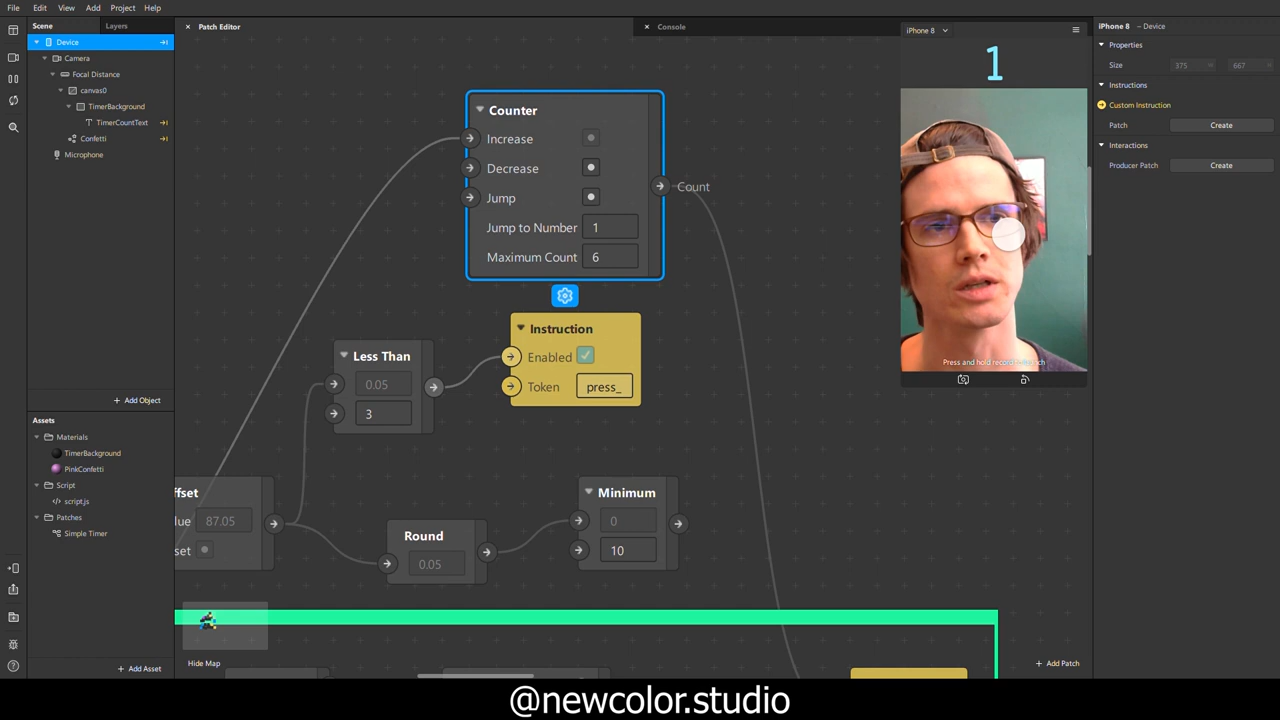 File Edit View Add Project Help
Scene Layers
Device
Camera
Focal Distance
canvas0
TimerBackground
TimerCountText
Confetti
Microphone
+ Add Object
Assets
Materials
TimerBackground
PinkConfetti
Script
script.js
Patches
Simple Timer
+ Add Asset
× Patch Editor
× Console
Counter
Increase
Decrease
Jump
Jump to Number 1
Maximum Count 6
Count
Instruction
Enabled
Token press_
Less Than
0.05
3
ffset
lue 87.05
set
Round
0.05
Minimum
0
10
Hide Map
+ Add Patch
iPhone 8
1
Press and hold record
iPhone 8 – Device
Properties
Size 375 667
Instructions
Custom Instruction
Patch Create
Interactions
Producer Patch Create
@newcolor.studio